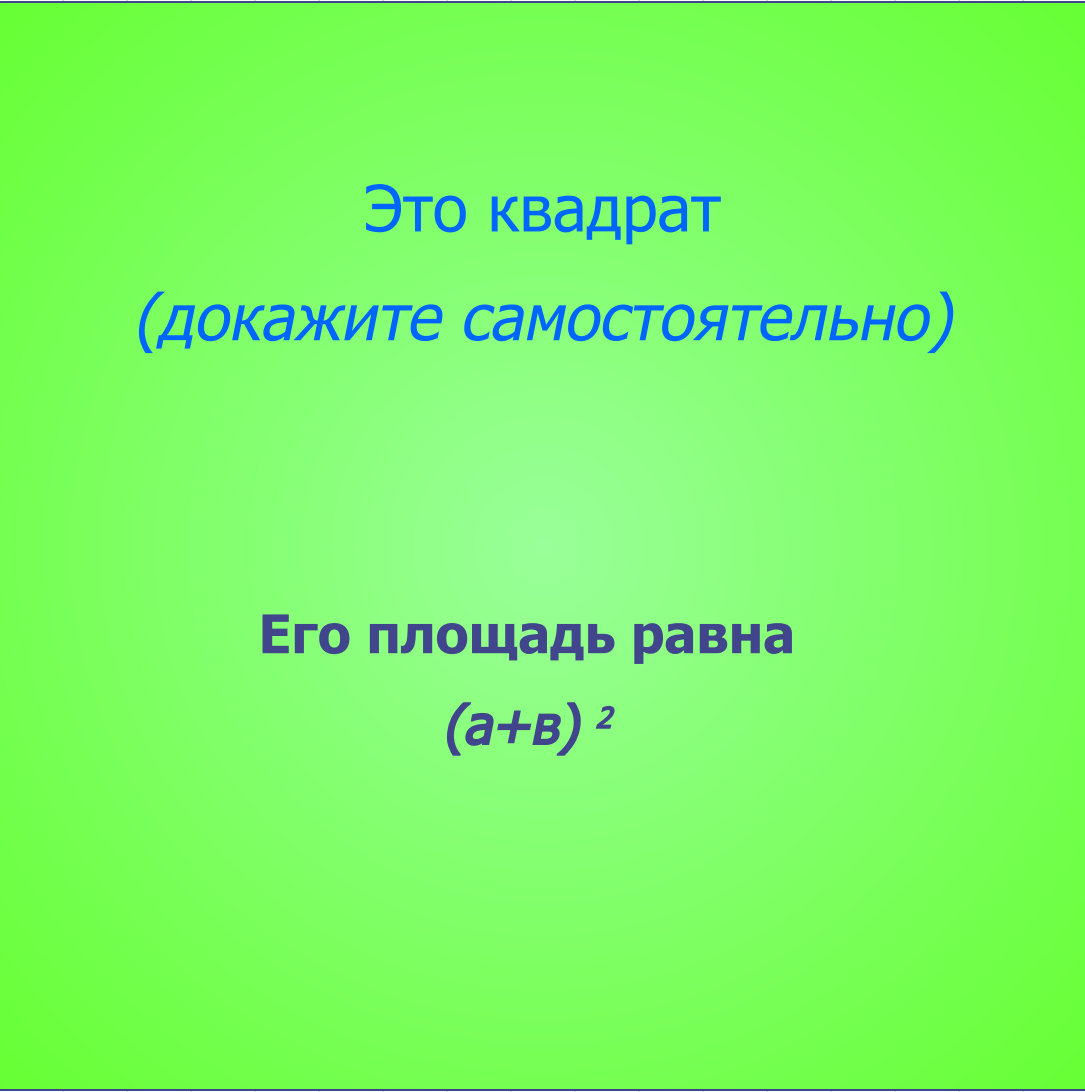 Это квадрат
(докажите самостоятельно)
Его площадь равна
(а+в) ²